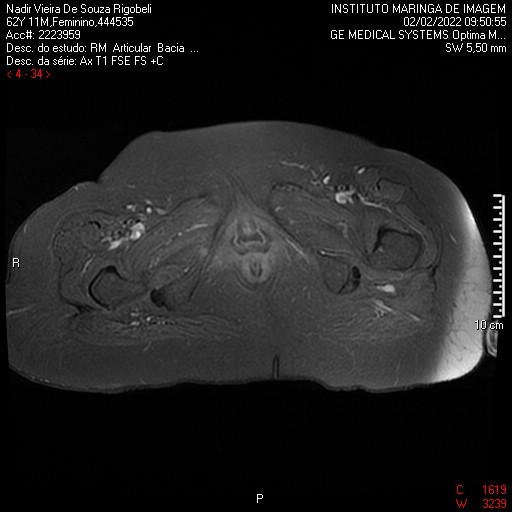 Nadir Vieira De Souza Rigobeli
62Y 11M,Feminino,444535
Acc#: 2223959
Desc. do estudo: RM Articular Bacia ...
Desc. da série: Ax T1 FSE FS +C
< 4 - 34 >
INSTITUTO MARINGA DE IMAGEM
02/02/2022 09:50:55
GE MEDICAL SYSTEMS Optima M...
SW 5,50 mm
R
10 cm
P
C 1619
W 3239